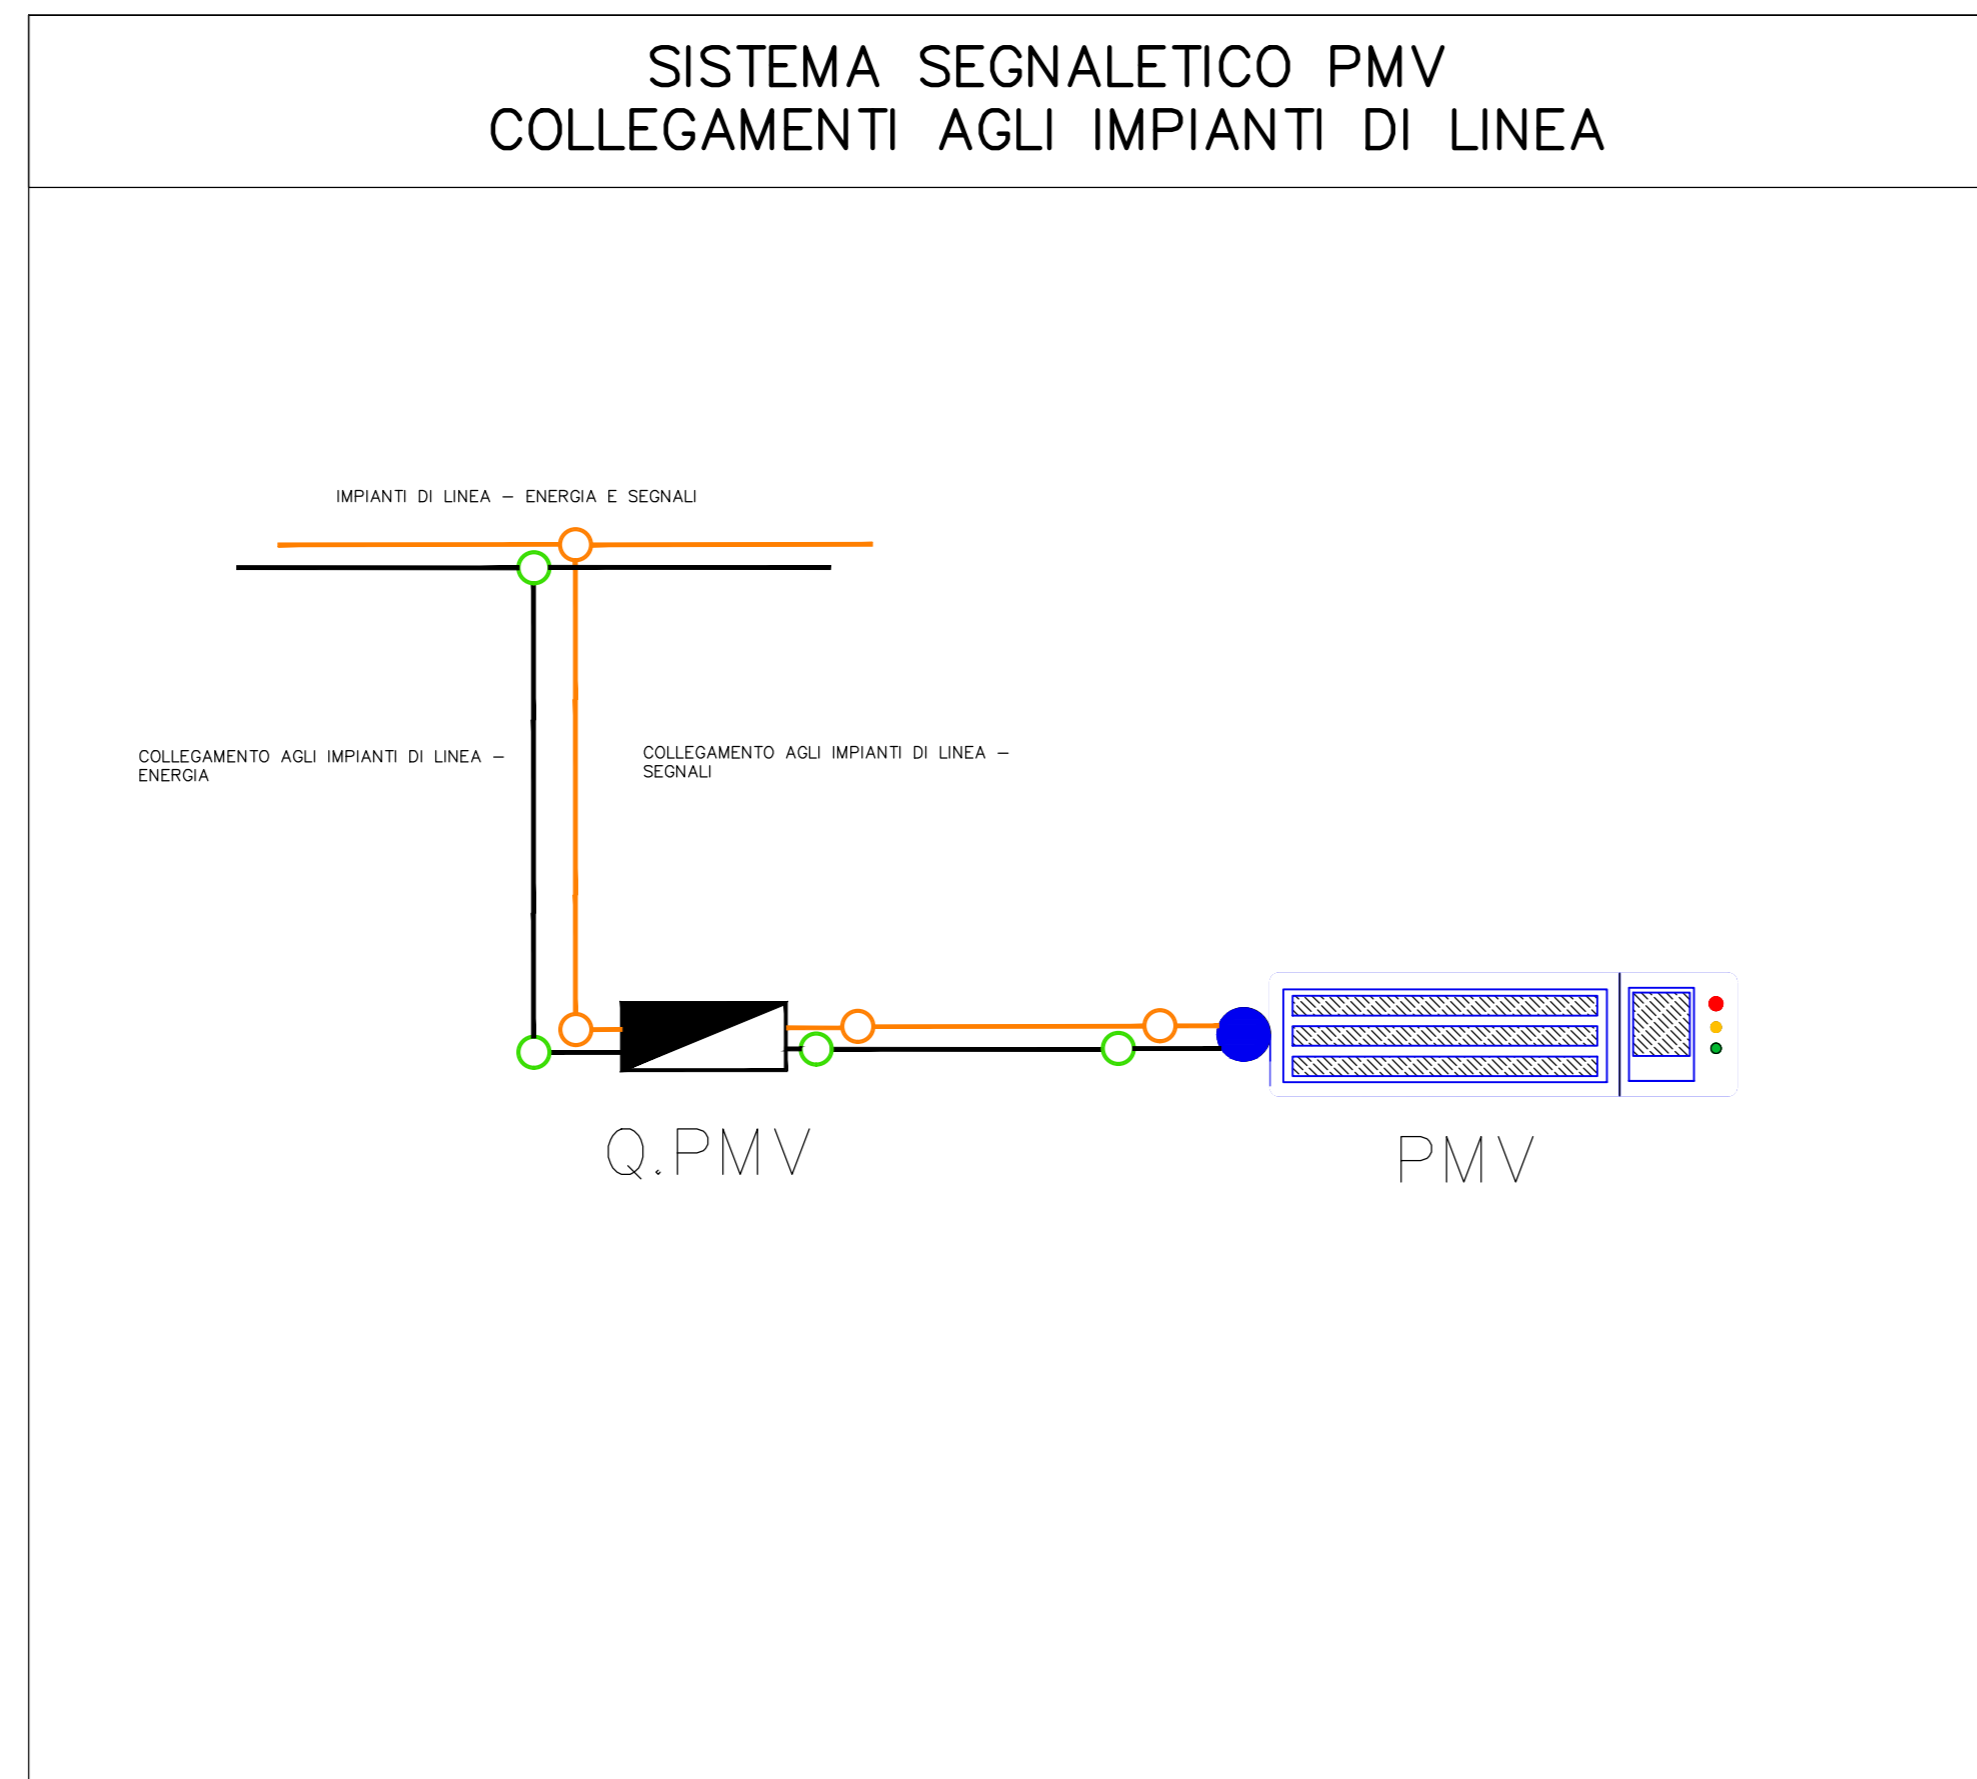 SISTEMA SEGNALETICO PMV
COLLEGAMENTI AGLI IMPIANTI DI LINEA
IMPIANTI DI LINEA – ENERGIA E SEGNALI
COLLEGAMENTO AGLI IMPIANTI DI LINEA –
ENERGIA
COLLEGAMENTO AGLI IMPIANTI DI LINEA –
SEGNALI
Q.PMV
PMV